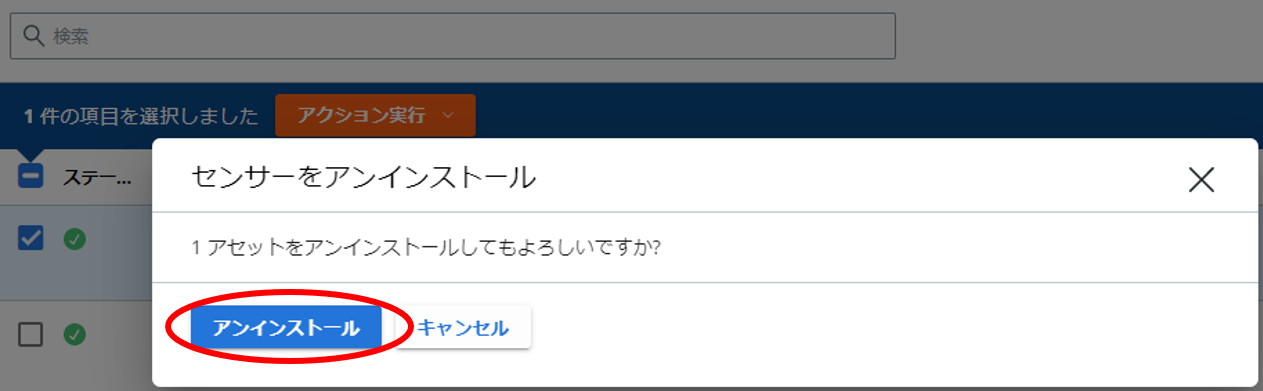 検索
1 件の項目を選択しました アクション実行
ステー...
センサーをアンインストール
1 アセットをアンインストールしてもよろしいですか?
アンインストール キャンセル